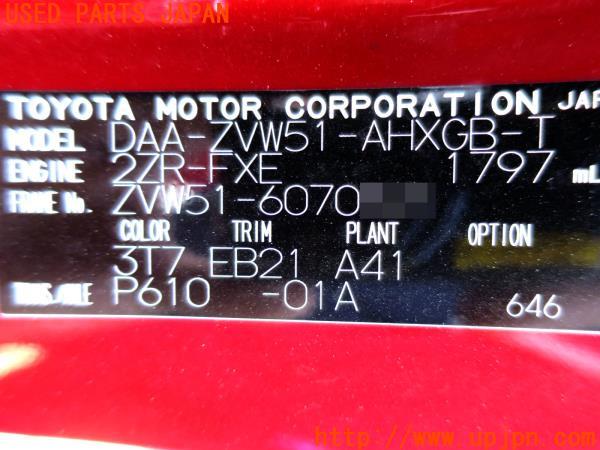 USED PARTS JAPAN
TOYOTA MOTOR CORPORATION JAP
MODEL DAA-ZVW51-AHXGB-T
ENGINE 2ZR-FXE 1797 mL
FRAME No. ZVW51-6070
COLOR TRIM PLANT OPTION
3T7 EB21 A41
TRANS./AXLE P610 -01A 646
http://www.upjpn.com